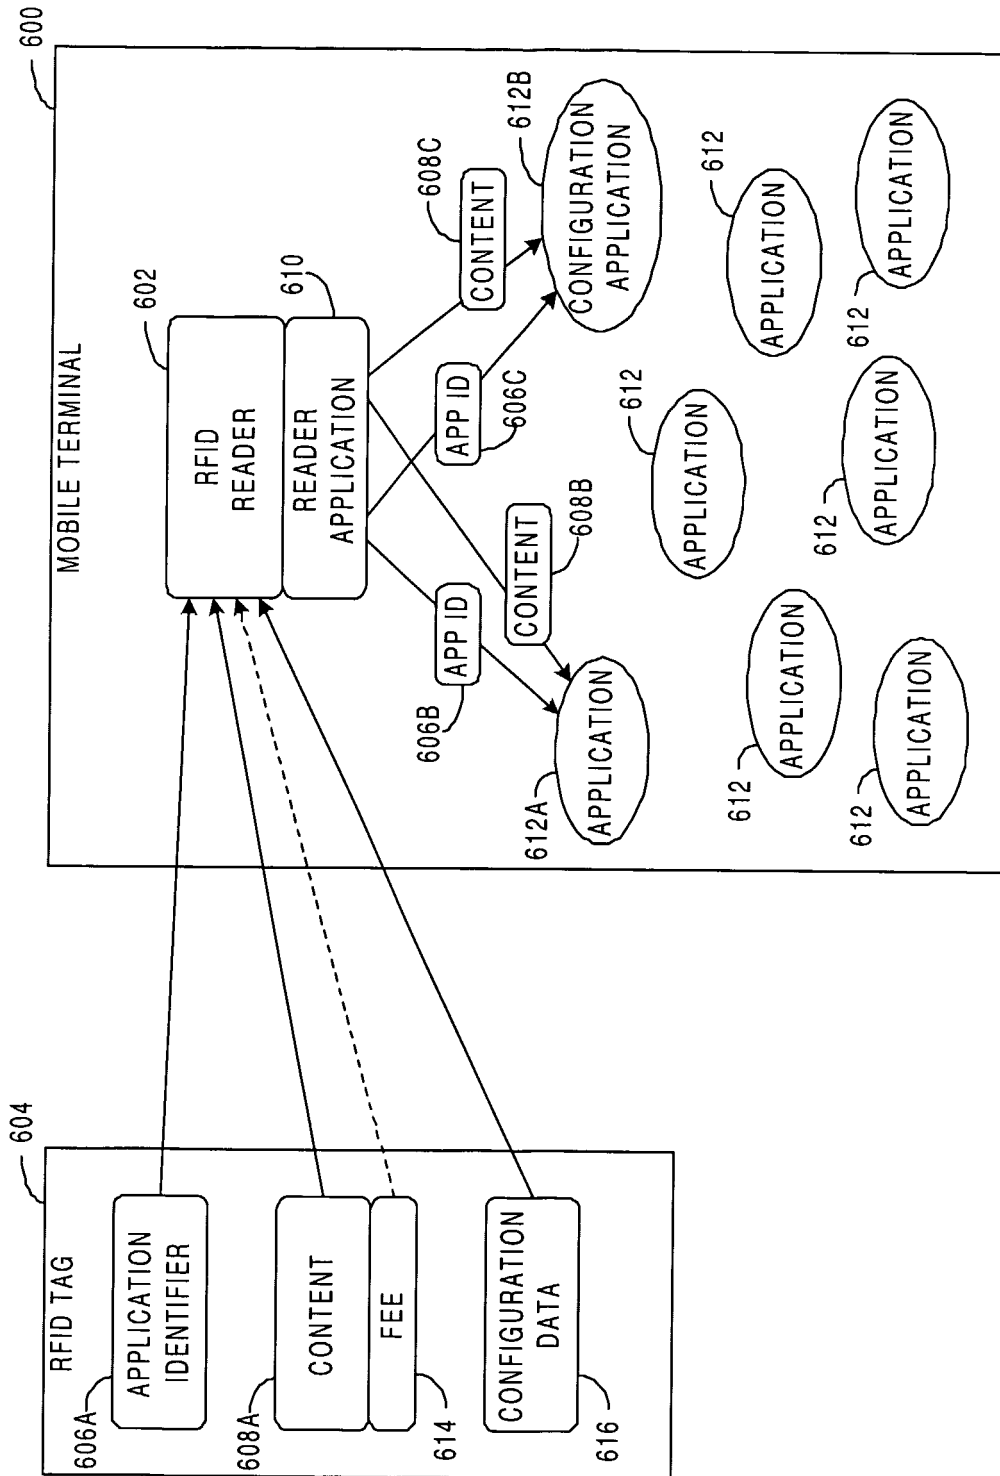 600
MOBILE TERMINAL
602
RFID
READER
610
READER
APPLICATION
APP ID
606B
CONTENT
608B
APP ID
606C
CONTENT
608C
612A
APPLICATION
612B
CONFIGURATION
APPLICATION
612
APPLICATION
612
APPLICATION
612
APPLICATION
612
APPLICATION
612
APPLICATION
612
APPLICATION
604
RFID TAG
606A
APPLICATION
IDENTIFIER
608A
CONTENT
FEE
614
CONFIGURATION
DATA
616